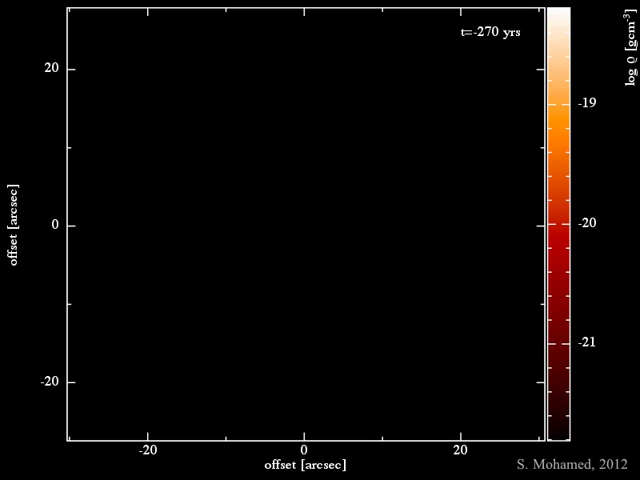 t=-270 yrs
log ϱ [gcm⁻³]
20
0
-20
offset [arcsec]
-19
-20
-21
-20
0
20
offset [arcsec]
S. Mohamed, 2012